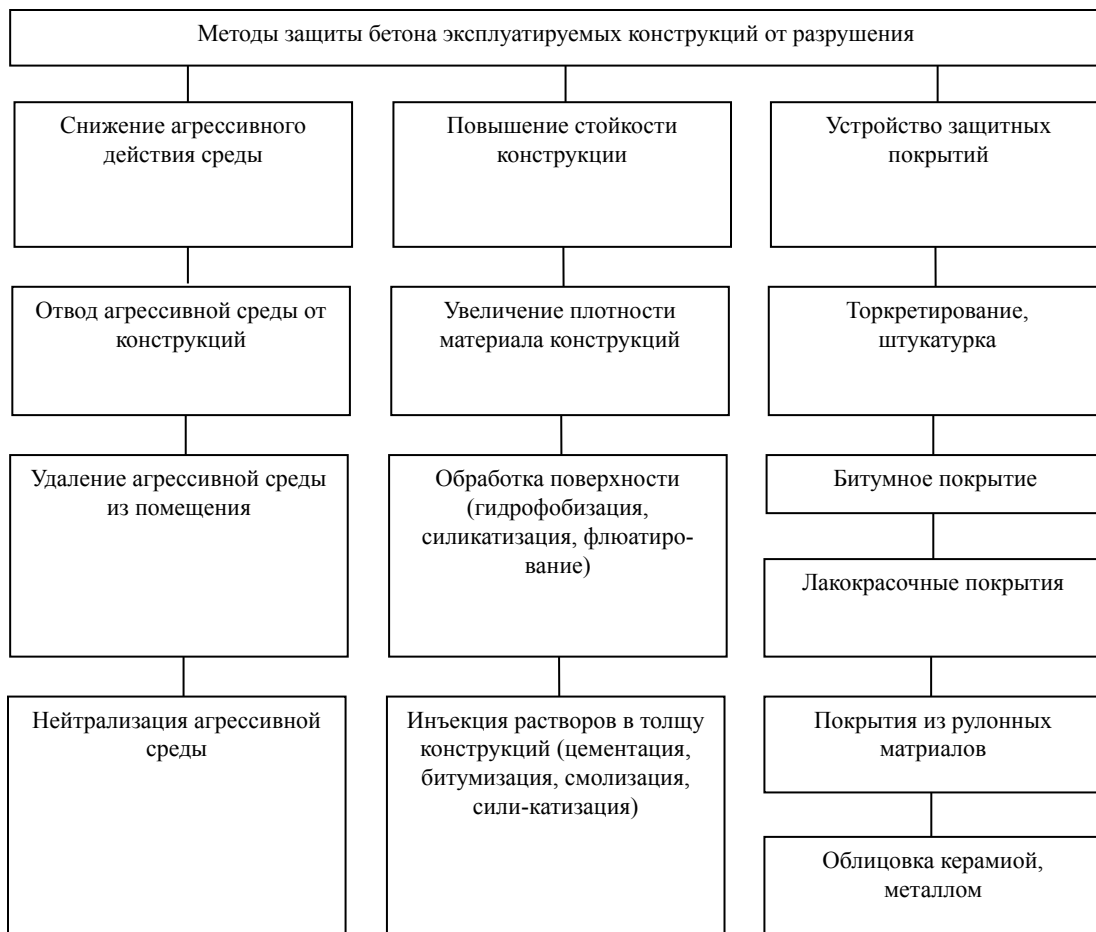 Методы защиты бетона эксплуатируемых конструкций от разрушения
Снижение агрессивного
действия среды
Повышение стойкости
конструкции
Устройство защитных
покрытий
Отвод агрессивной среды от
конструкций
Увеличение плотности
материала конструкций
Торкретирование,
штукатурка
Удаление агрессивной среды
из помещения
Обработка поверхности
(гидрофобизация,
силикатизация, флюатиро-
вание)
Битумное покрытие
Лакокрасочные покрытия
Нейтрализация агрессивной
среды
Инъекция растворов в толщу
конструкций (цементация,
битумизация, смолизация,
сили-катизация)
Покрытия из рулонных
матриалов
Облицовка керамиой,
металлом